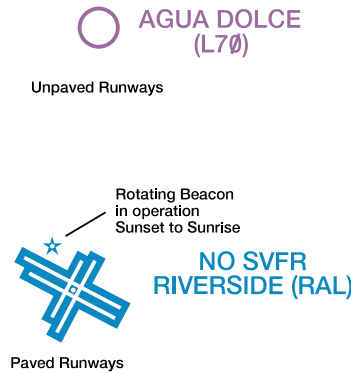 AGUA DOLCE
(L7Ø)
Unpaved Runways
Rotating Beacon
in operation
Sunset to Sunrise
NO SVFR
RIVERSIDE (RAL)
Paved Runways